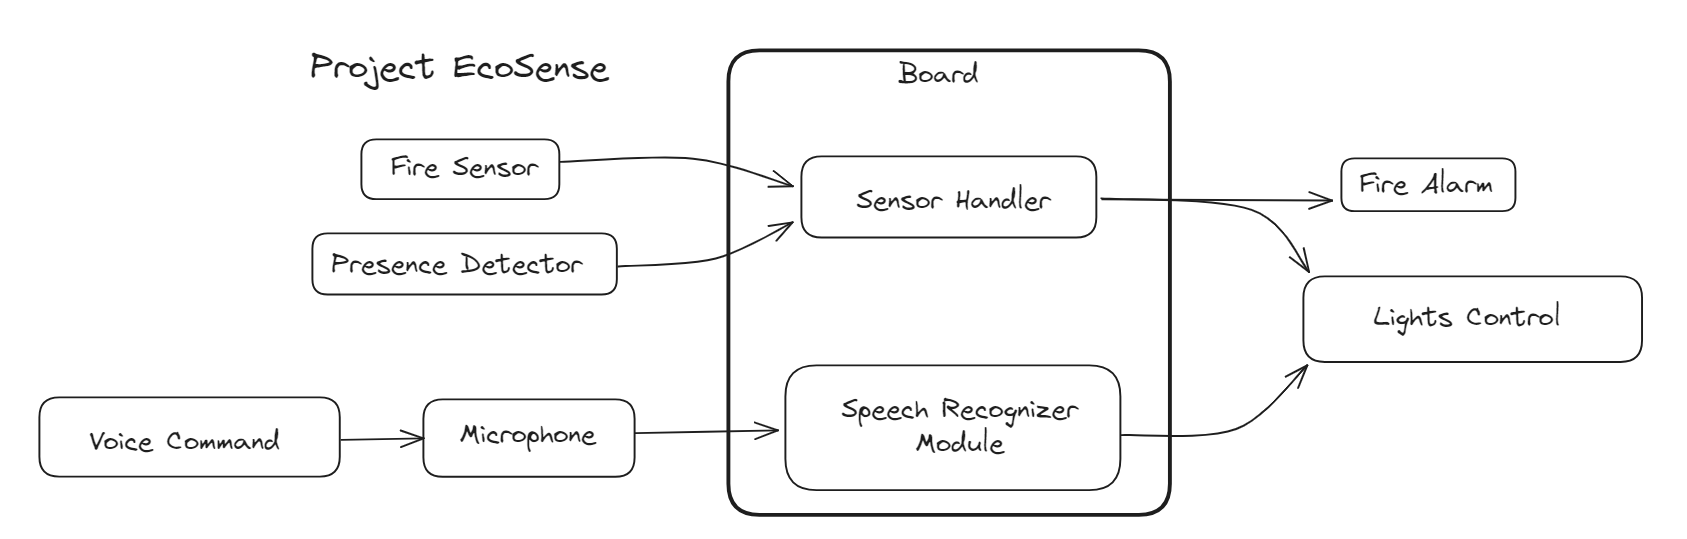 Project EcoSense
Board
Fire Sensor
Sensor Handler
Fire Alarm
Presence Detector
Lights Control
Voice Command
Microphone
Speech Recognizer
Module